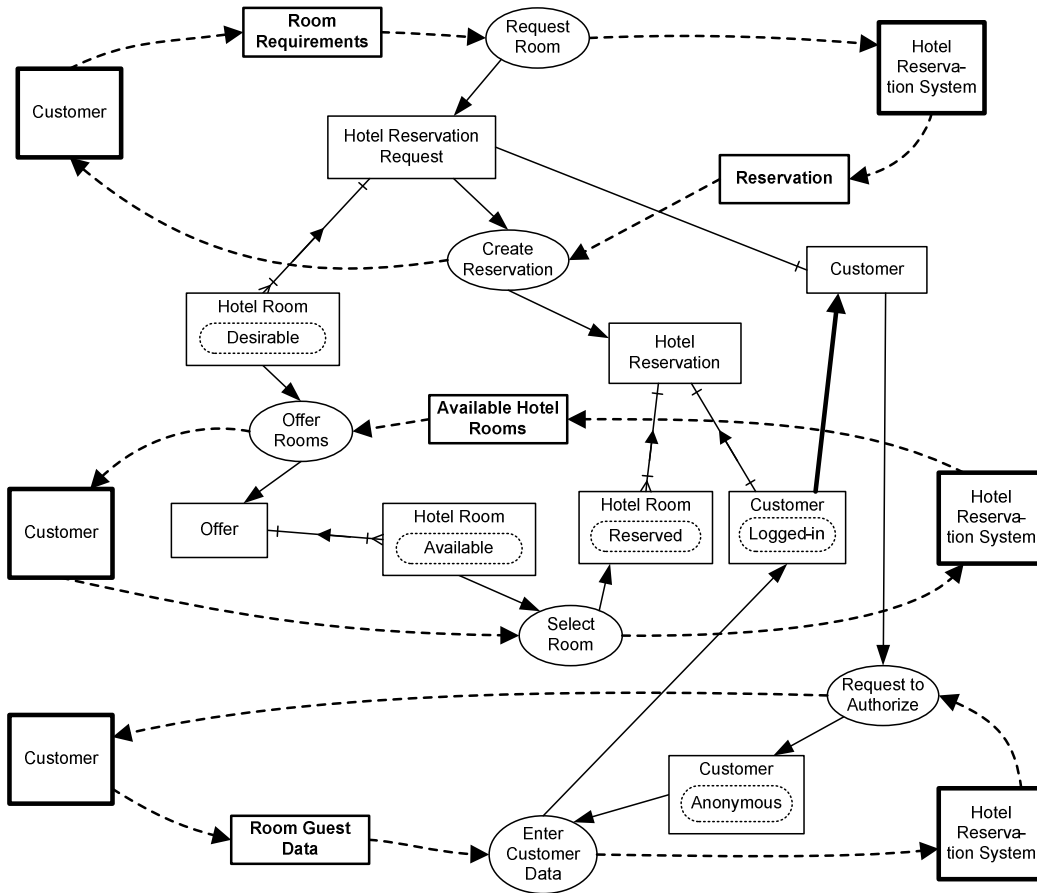 Room
Requirements
Request
Room
Hotel
Reserva-
tion System
Customer
Hotel Reservation
Request
Reservation
Create
Reservation
Customer
Hotel Room
Desirable
Hotel
Reservation
Offer
Rooms
Available Hotel
Rooms
Customer
Offer
Hotel Room
Available
Hotel Room
Reserved
Customer
Logged-in
Hotel
Reserva-
tion System
Select
Room
Request to
Authorize
Customer
Customer
Anonymous
Room Guest
Data
Enter
Customer
Data
Hotel
Reserva-
tion System